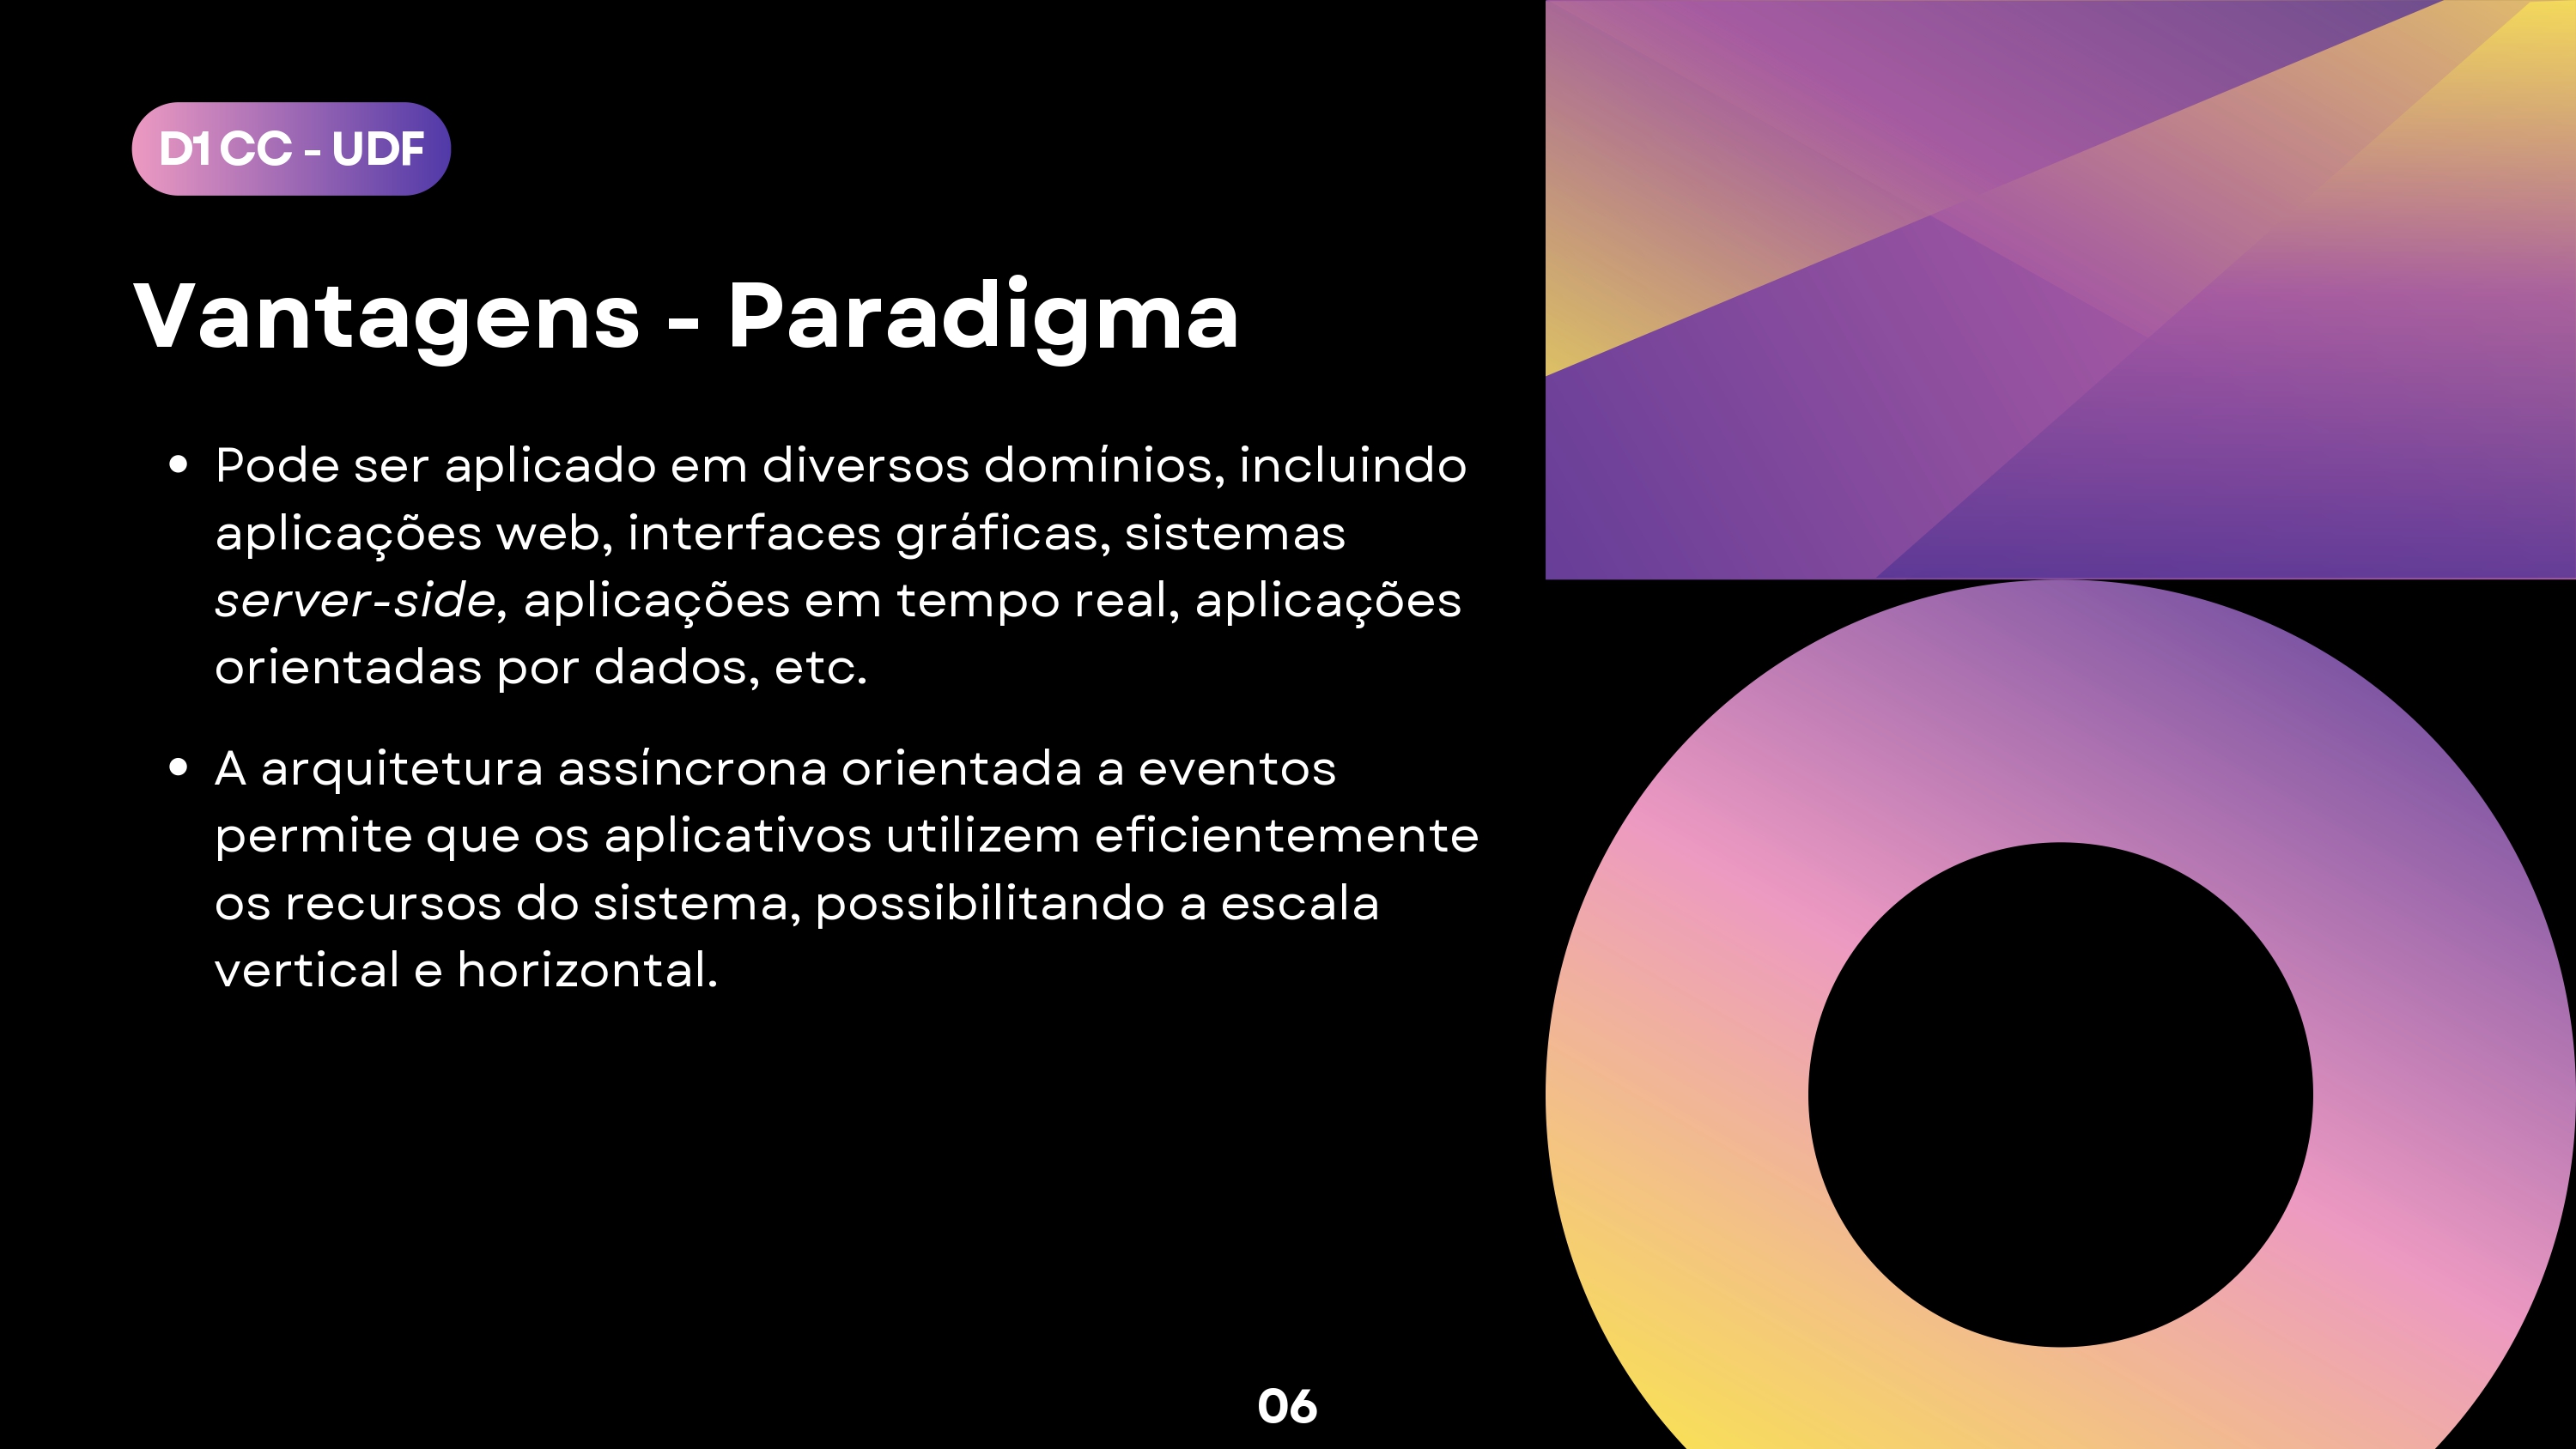 D1 CC - UDF
Vantagens - Paradigma
• Pode ser aplicado em diversos domínios, incluindo
aplicações web, interfaces gráficas, sistemas
server-side, aplicações em tempo real, aplicações
orientadas por dados, etc.
• A arquitetura assíncrona orientada a eventos
permite que os aplicativos utilizem eficientemente
os recursos do sistema, possibilitando a escala
vertical e horizontal.
06